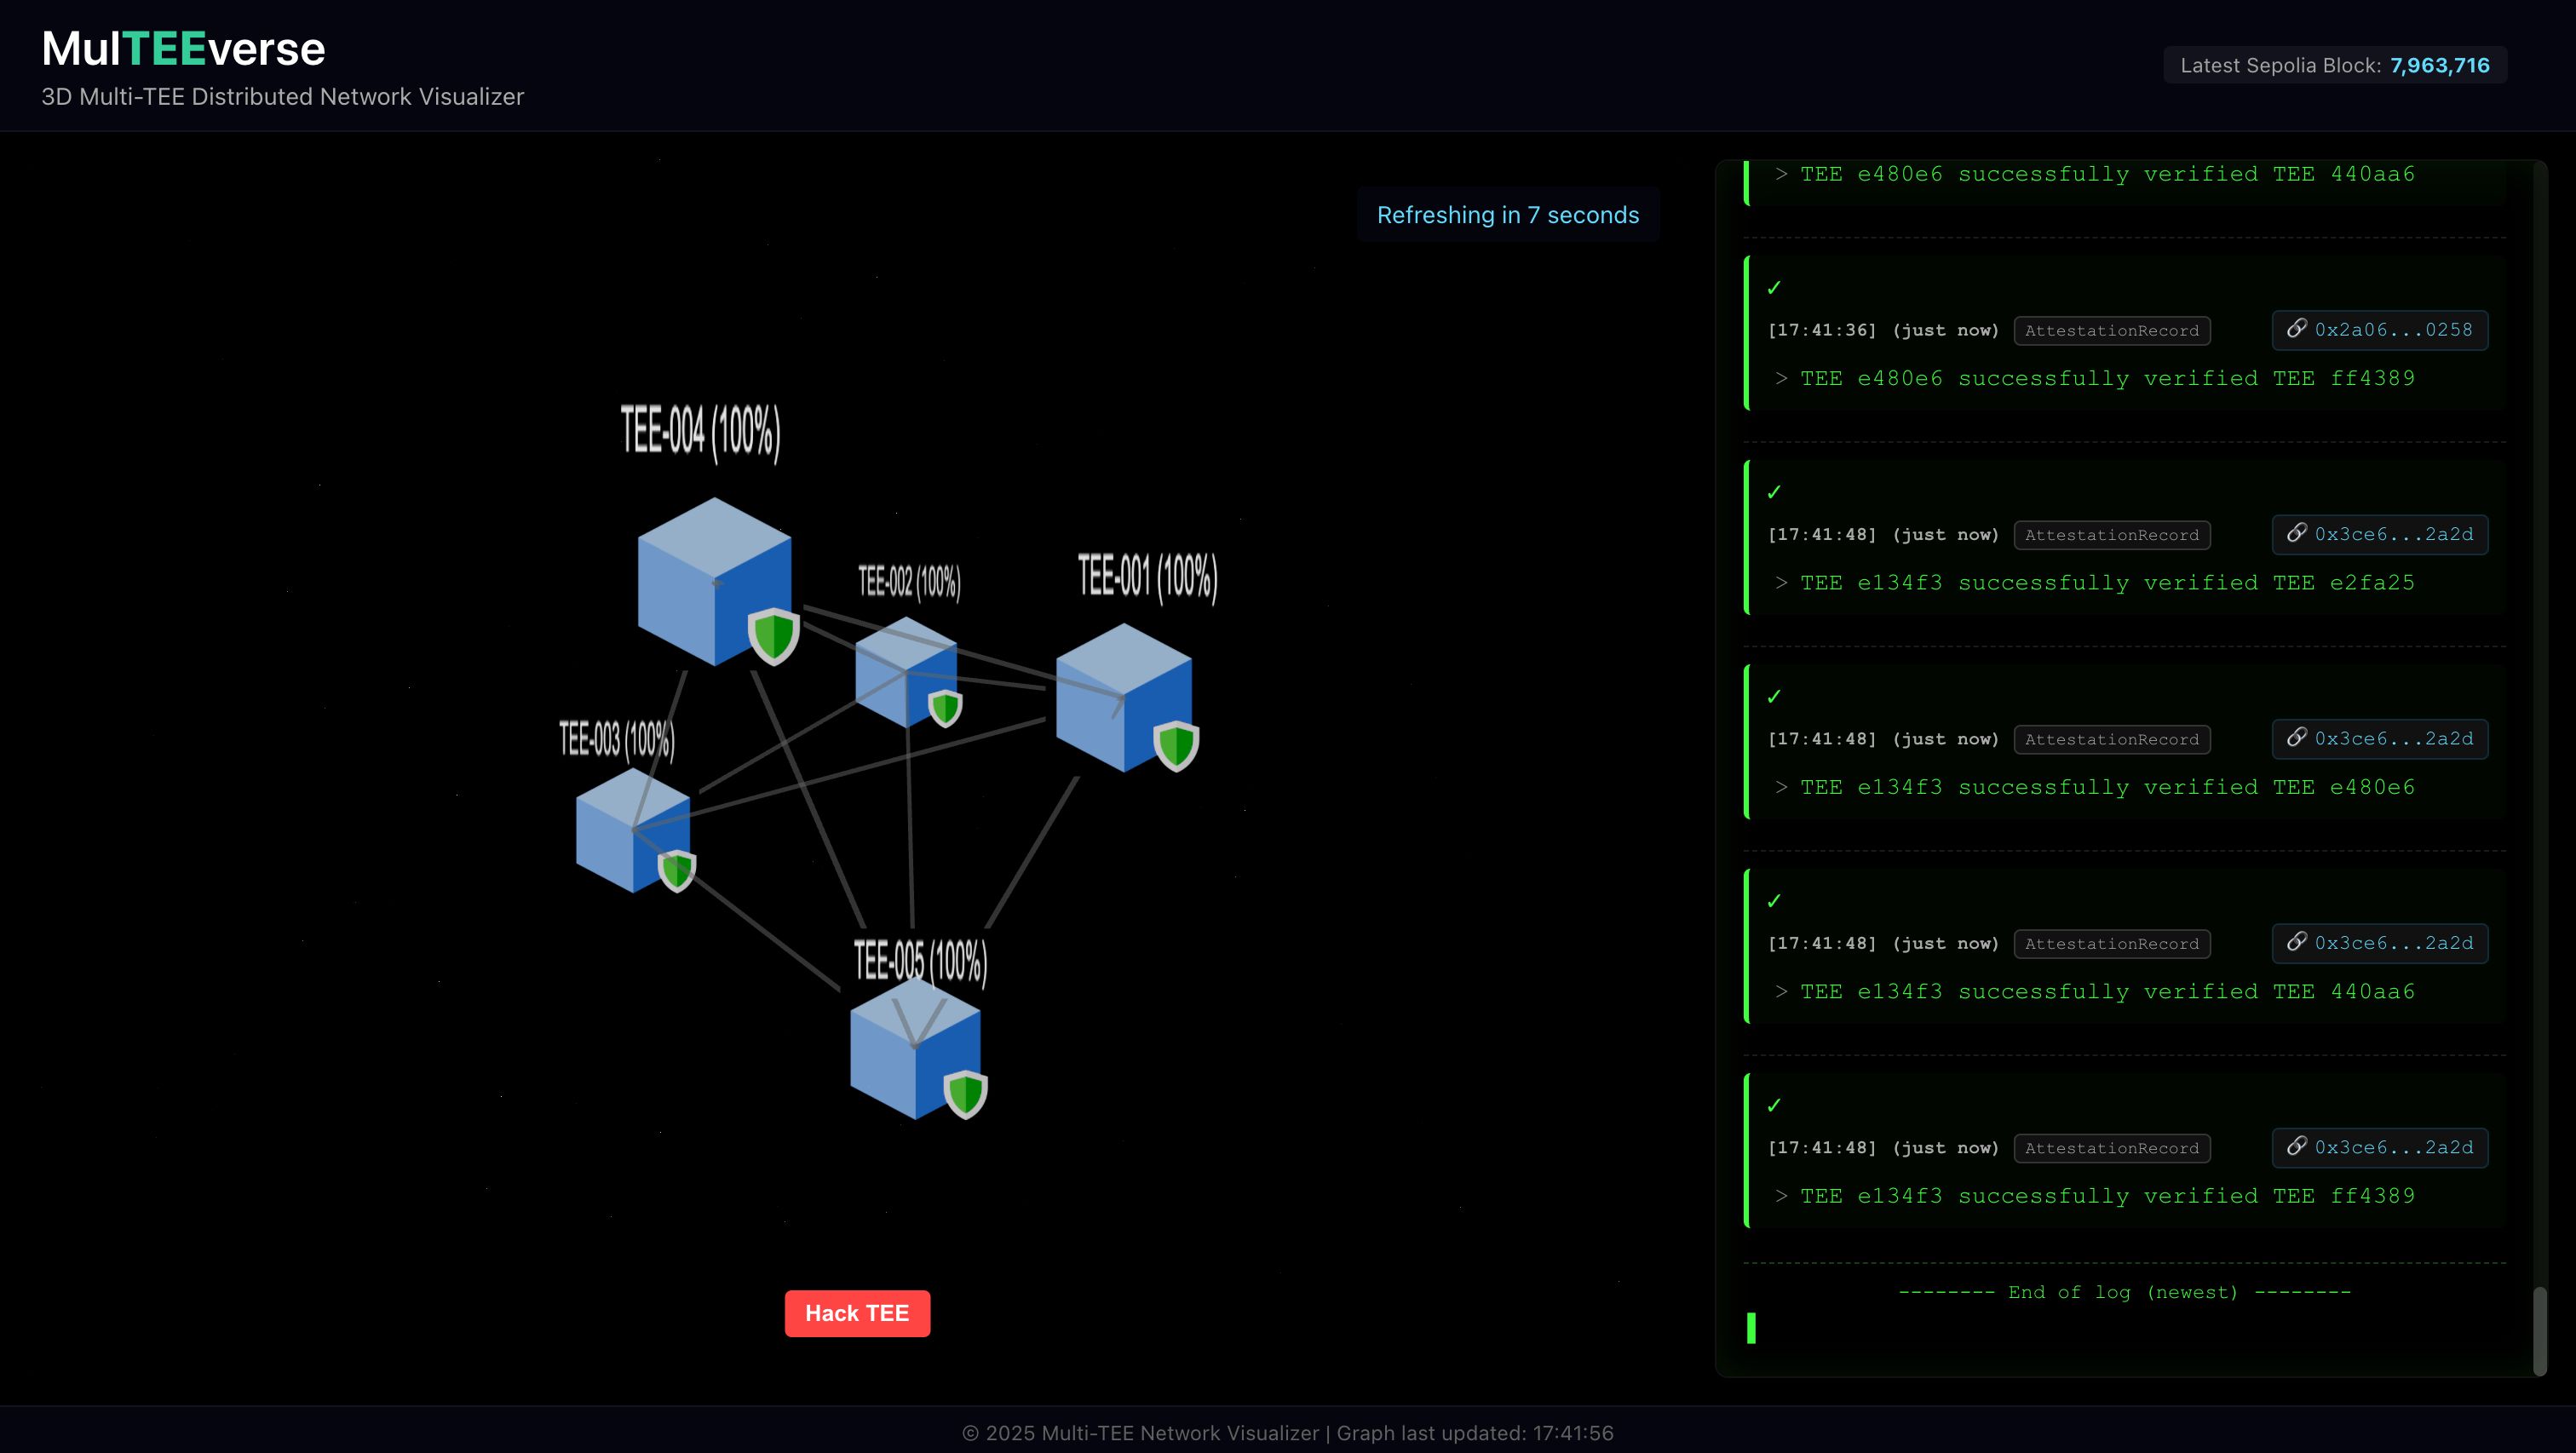 MulTEEverse
3D Multi-TEE Distributed Network Visualizer
Latest Sepolia Block: 7,963,716
Refreshing in 7 seconds
TEE-004 (100%)
TEE-002 (100%)
TEE-001 (100%)
TEE-003 (100%)
TEE-005 (100%)
Hack TEE
> TEE e480e6 successfully verified TEE 440aa6
✓
[17:41:36] (just now) AttestationRecord 🔗 0x2a06...0258
> TEE e480e6 successfully verified TEE ff4389
✓
[17:41:48] (just now) AttestationRecord 🔗 0x3ce6...2a2d
> TEE e134f3 successfully verified TEE e2fa25
✓
[17:41:48] (just now) AttestationRecord 🔗 0x3ce6...2a2d
> TEE e134f3 successfully verified TEE e480e6
✓
[17:41:48] (just now) AttestationRecord 🔗 0x3ce6...2a2d
> TEE e134f3 successfully verified TEE 440aa6
✓
[17:41:48] (just now) AttestationRecord 🔗 0x3ce6...2a2d
> TEE e134f3 successfully verified TEE ff4389
-------- End of log (newest) --------
© 2025 Multi-TEE Network Visualizer | Graph last updated: 17:41:56